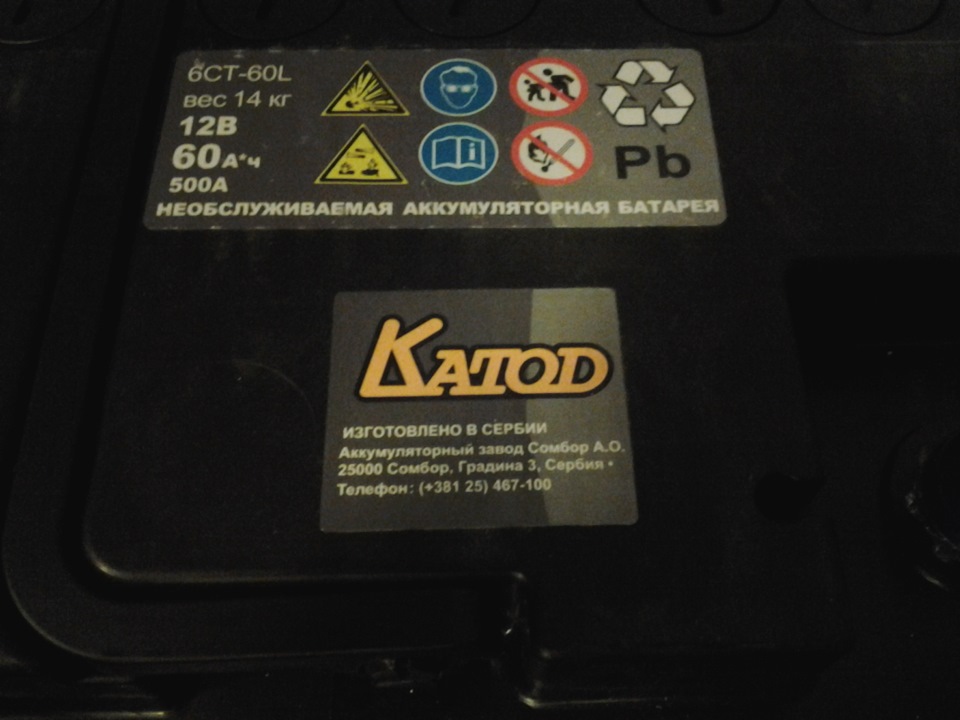 6СТ-60L
вес 14 кг
12В
60А*ч
500А
НЕОБСЛУЖИВАЕМАЯ АККУМУЛЯТОРНАЯ БАТАРЕЯ
Pb
KATOD
ИЗГОТОВЛЕНО В СЕРБИИ
Аккумуляторный завод Сомбор А.О.
25000 Сомбор, Градина 3, Сербия •
Телефон: (+381 25) 467-100